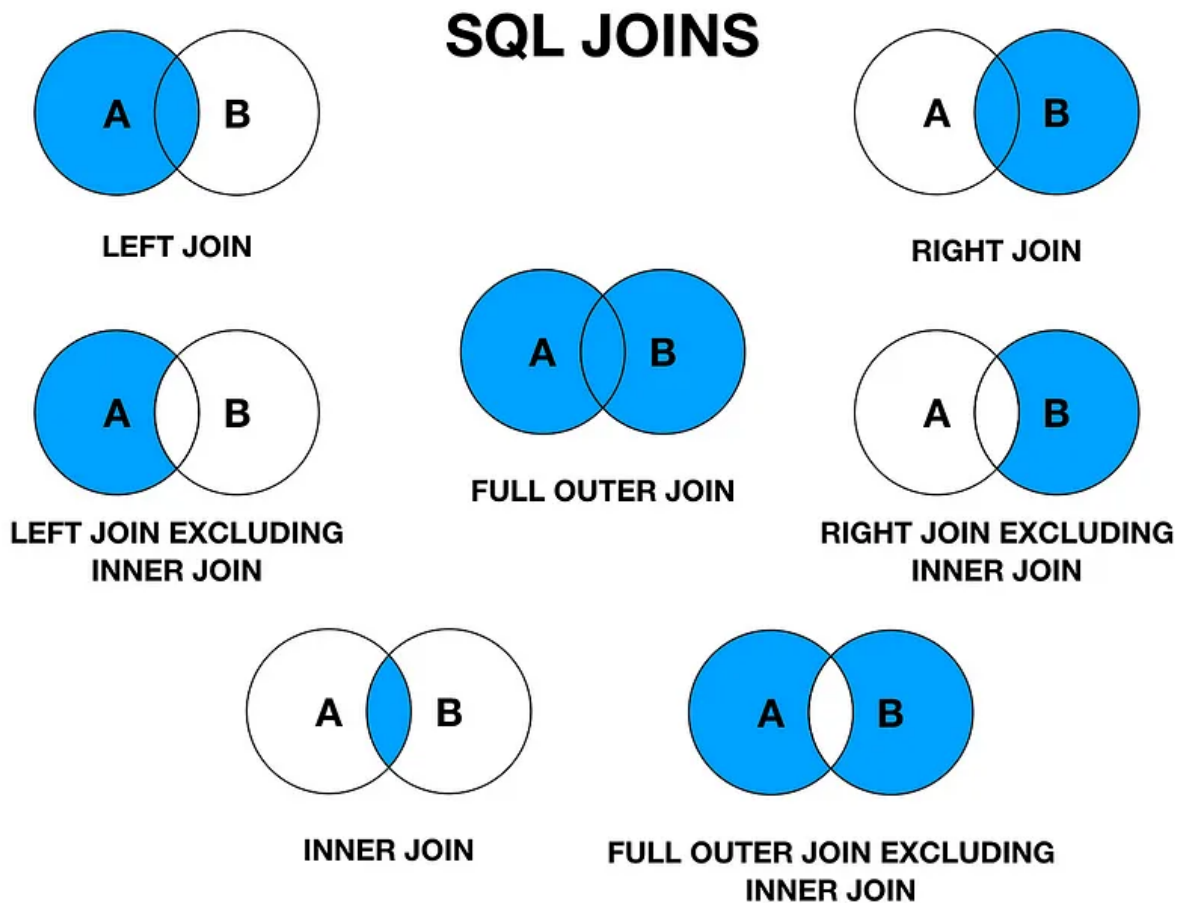 SQL JOINS
A B
LEFT JOIN
A B
RIGHT JOIN
A B
FULL OUTER JOIN
A B
LEFT JOIN EXCLUDING
INNER JOIN
A B
RIGHT JOIN EXCLUDING
INNER JOIN
A B
INNER JOIN
A B
FULL OUTER JOIN EXCLUDING
INNER JOIN